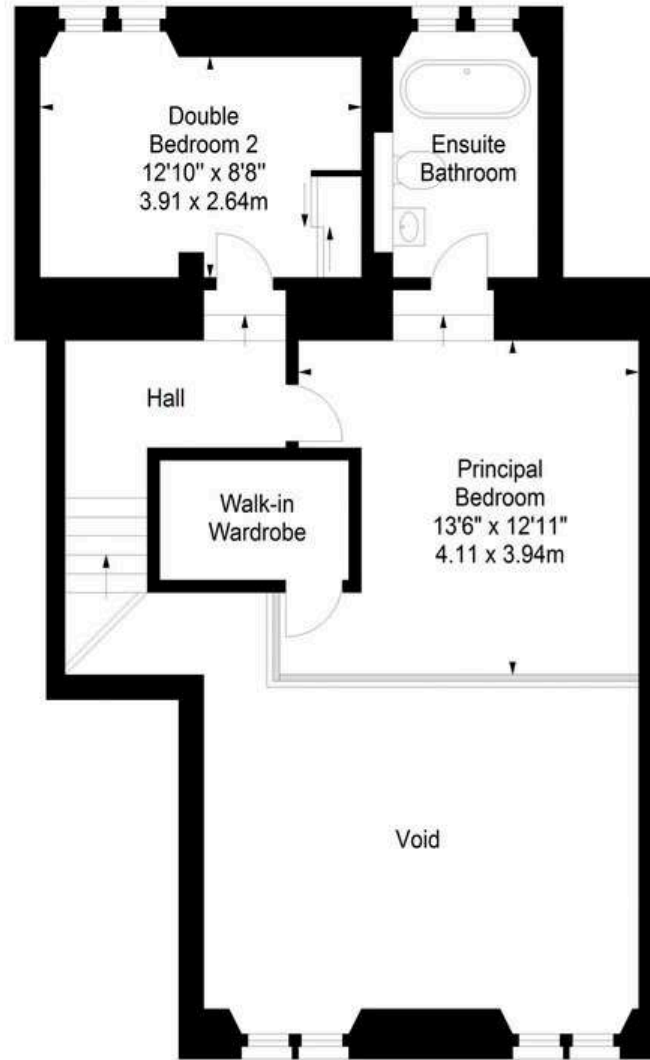 Double
Bedroom 2
12'10" x 8'8"
3.91 x 2.64m
Ensuite
Bathroom
Hall
Walk-in
Wardrobe
Principal
Bedroom
13'6" x 12'11"
4.11 x 3.94m
Void